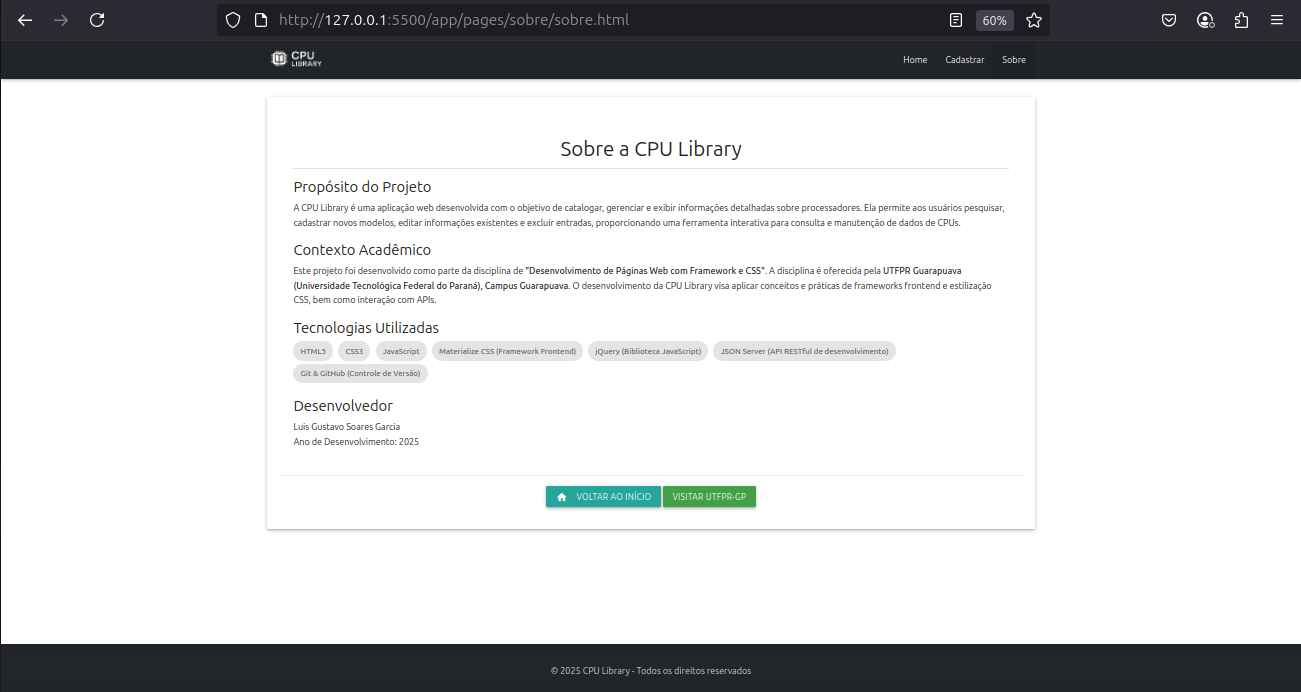 http://127.0.0.1:5500/app/pages/sobre/sobre.html
60%
CPU
LIBRARY
Home
Cadastrar
Sobre
Sobre a CPU Library
Propósito do Projeto
A CPU Library é uma aplicação web desenvolvida com o objetivo de catalogar, gerenciar e exibir informações detalhadas sobre processadores. Ela permite aos usuários pesquisar,
cadastrar novos modelos, editar informações existentes e excluir entradas, proporcionando uma ferramenta interativa para consulta e manutenção de dados de CPUs.
Contexto Acadêmico
Este projeto foi desenvolvido como parte da disciplina de "Desenvolvimento de Páginas Web com Framework e CSS". A disciplina é oferecida pela UTFPR Guarapuava
(Universidade Tecnológica Federal do Paraná), Campus Guarapuava. O desenvolvimento da CPU Library visa aplicar conceitos e práticas de frameworks frontend e estilização
CSS, bem como interação com APIs.
Tecnologias Utilizadas
HTML5
CSS3
JavaScript
Materialize CSS (Framework Frontend)
jQuery (Biblioteca JavaScript)
JSON Server (API RESTful de desenvolvimento)
Git & GitHub (Controle de Versão)
Desenvolvedor
Luis Gustavo Soares Garcia
Ano de Desenvolvimento: 2025
VOLTAR AO INÍCIO
VISITAR UTFPR-GP
© 2025 CPU Library - Todos os direitos reservados